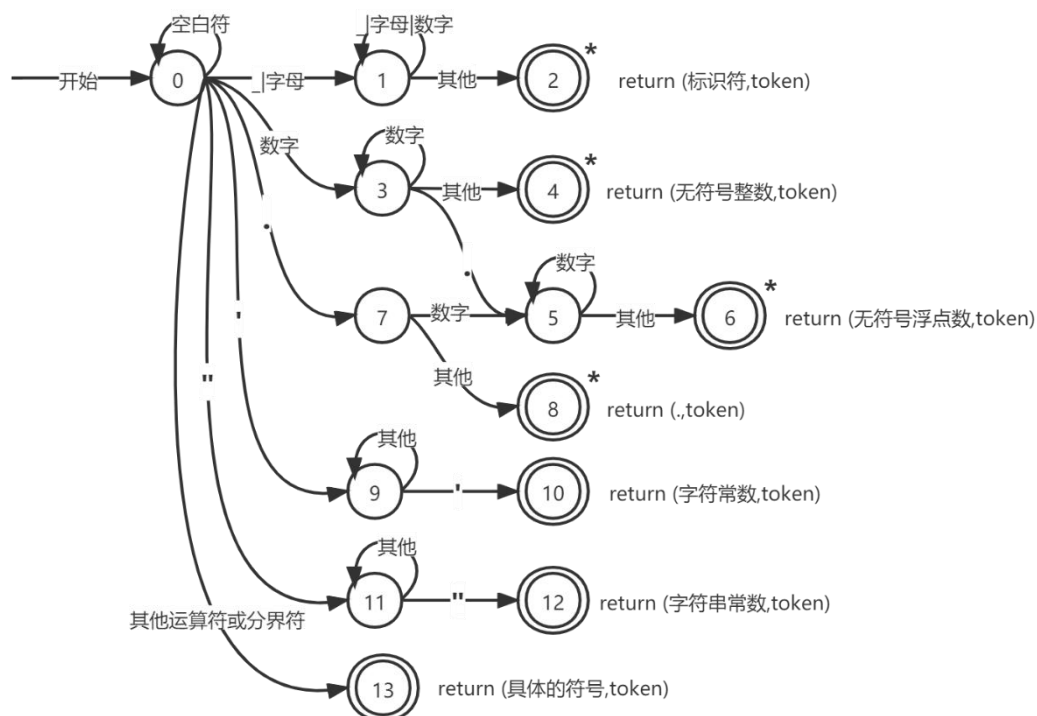 空白符
_|字母|数字
开始
0
_|字母
1
其他
2
*
return (标识符,token)
数字
数字
3
其他
4
*
return (无符号整数,token)
.
.
数字
7
数字
5
其他
6
*
return (无符号浮点数,token)
'
其他
8
*
return (.,token)
"
其他
9
'
10
return (字符常数,token)
其他
11
"
12
return (字符串常数,token)
其他运算符或分界符
13
return (具体的符号,token)